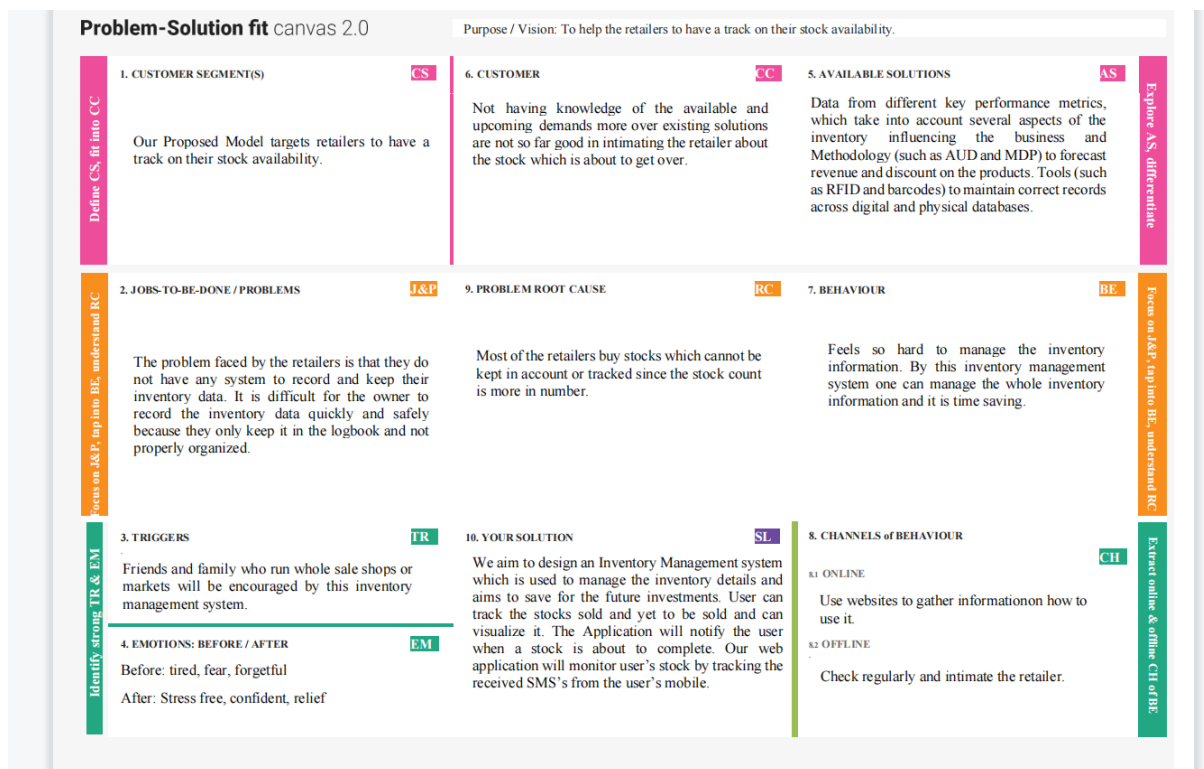 Problem-Solution fit canvas 2.0
Purpose / Vision: To help the retailers to have a track on their stock availability.
Define CS, fit into CC
1. CUSTOMER SEGMENT(S)
CS
Our Proposed Model targets retailers to have a
track on their stock availability.
6. CUSTOMER
CC
Not having knowledge of the available and
upcoming demands more over existing solutions
are not so far good in intimating the retailer about
the stock which is about to get over.
5. AVAILABLE SOLUTIONS
AS
Data from different key performance metrics,
which take into account several aspects of the
inventory influencing the business and
Methodology (such as AUD and MDP) to forecast
revenue and discount on the products. Tools (such
as RFID and barcodes) to maintain correct records
across digital and physical databases.
Explore AS, differentiate
Focus on J&P, tap into BE, understand RC
2. JOBS-TO-BE-DONE / PROBLEMS
J&P
The problem faced by the retailers is that they do
not have any system to record and keep their
inventory data. It is difficult for the owner to
record the inventory data quickly and safely
because they only keep it in the logbook and not
properly organized.
9. PROBLEM ROOT CAUSE
RC
Most of the retailers buy stocks which cannot be
kept in account or tracked since the stock count
is more in number.
7. BEHAVIOUR
BE
Feels so hard to manage the inventory
information. By this inventory management
system one can manage the whole inventory
information and it is time saving.
Focus on J&P, tap into BE, understand RC
Identify strong TR & EM
3. TRIGGERS
TR
Friends and family who run whole sale shops or
markets will be encouraged by this inventory
management system.
4. EMOTIONS: BEFORE / AFTER
EM
Before: tired, fear, forgetful
After: Stress free, confident, relief
10. YOUR SOLUTION
SL
We aim to design an Inventory Management system
which is used to manage the inventory details and
aims to save for the future investments. User can
track the stocks sold and yet to be sold and can
visualize it. The Application will notify the user
when a stock is about to complete. Our web
application will monitor user's stock by tracking the
received SMS's from the user's mobile.
8. CHANNELS of BEHAVIOUR
CH
8.1 ONLINE
Use websites to gather informationon how to
use it.
8.2 OFFLINE
Check regularly and intimate the retailer.
Extract online & offline CH of BE